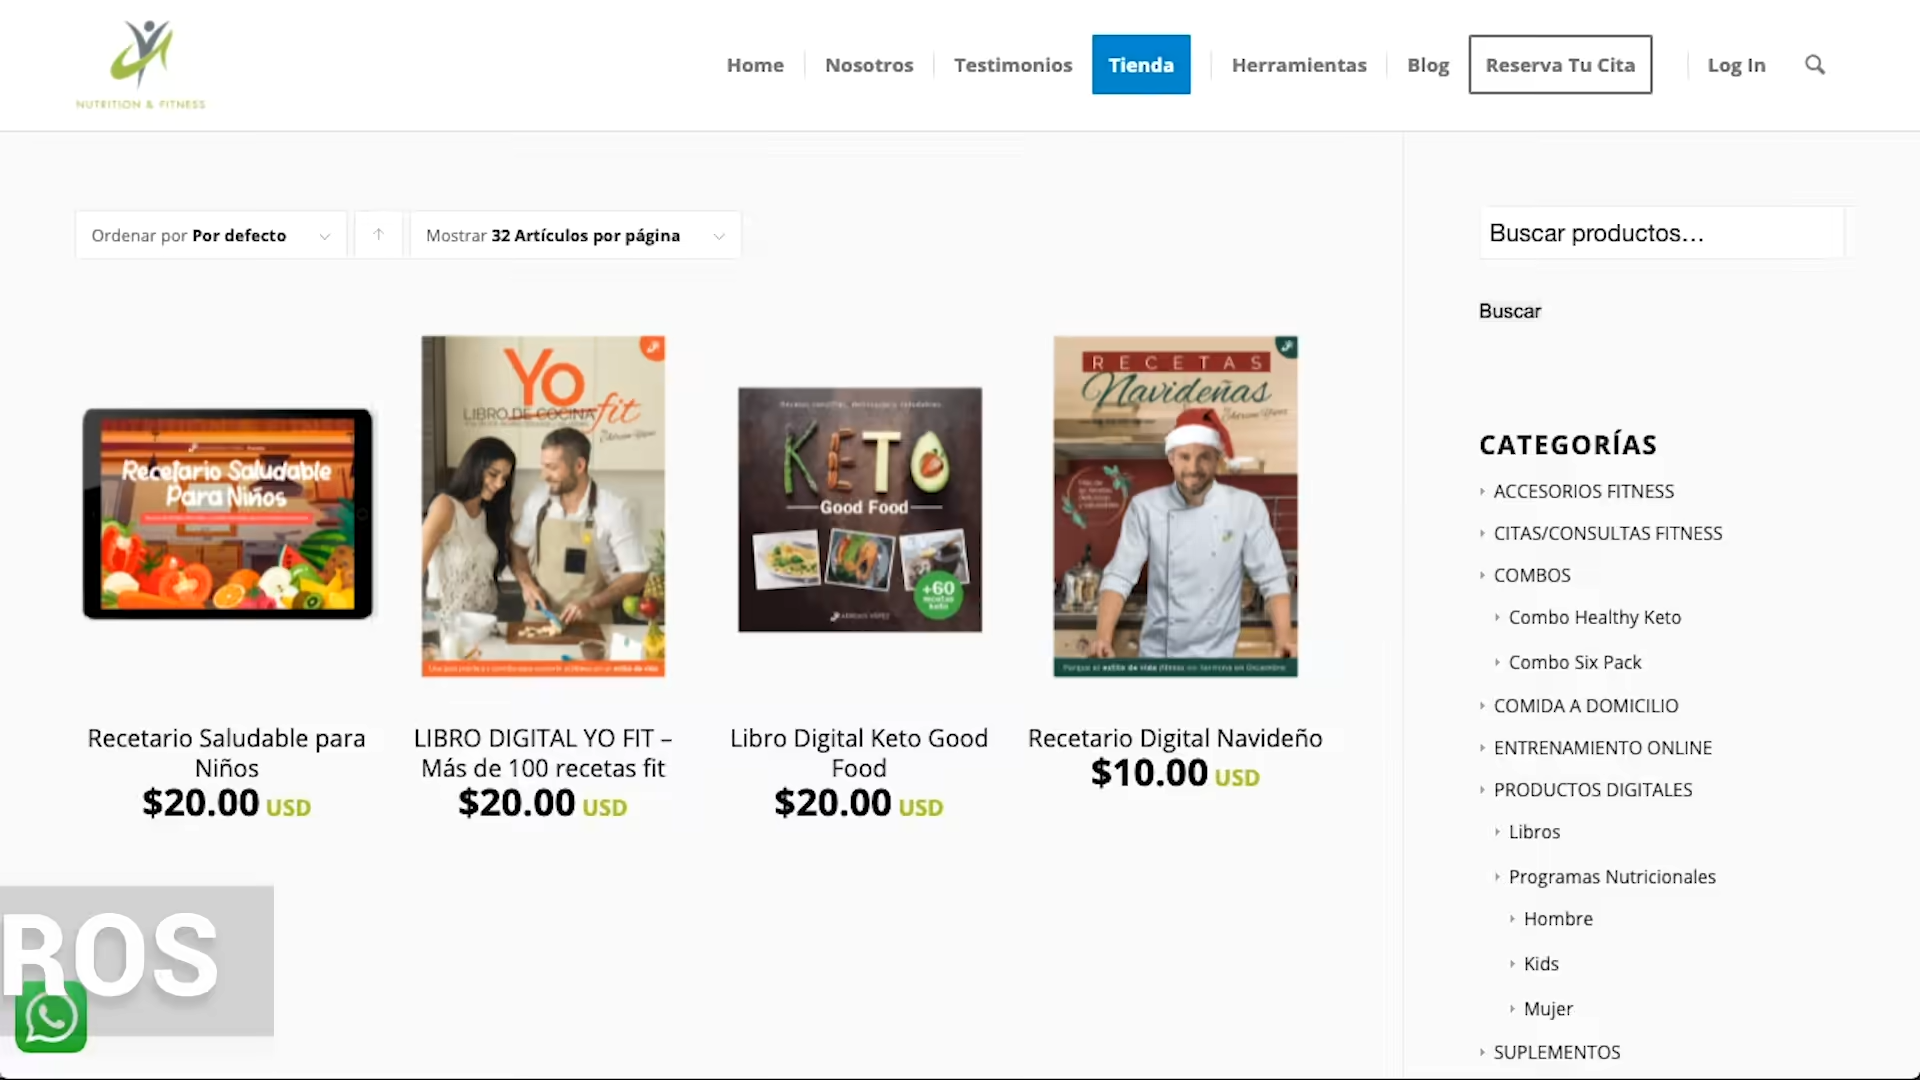 NUTRITION & FITNESS
Home
Nosotros
Testimonios
Tienda
Herramientas
Blog
Reserva Tu Cita
Log In
Ordenar por Por defecto
Mostrar 32 Artículos por página
Buscar productos...
Buscar
Recetario Saludable
Para Niños
Yo
LIBRO DE COCINA fit
KETO
Good Food
+60
recetas
keto
RECETAS
Navideñas
Recetario Saludable para
Niños
$20.00 USD
LIBRO DIGITAL YO FIT –
Más de 100 recetas fit
$20.00 USD
Libro Digital Keto Good
Food
$20.00 USD
Recetario Digital Navideño
$10.00 USD
CATEGORÍAS
ACCESORIOS FITNESS
CITAS/CONSULTAS FITNESS
COMBOS
Combo Healthy Keto
Combo Six Pack
COMIDA A DOMICILIO
ENTRENAMIENTO ONLINE
PRODUCTOS DIGITALES
Libros
Programas Nutricionales
Hombre
Kids
Mujer
SUPLEMENTOS
ROS